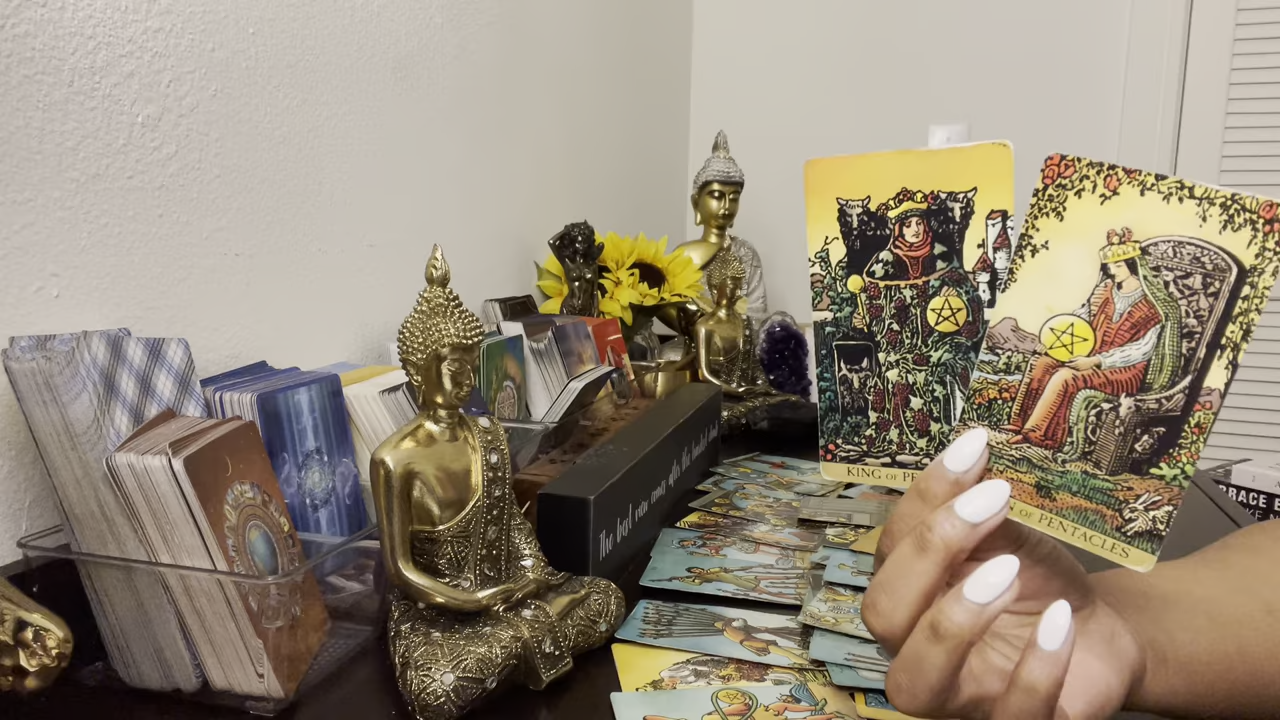 KING OF PE
N OF PENTACLES
The best view comes after the hardest climb
RACE